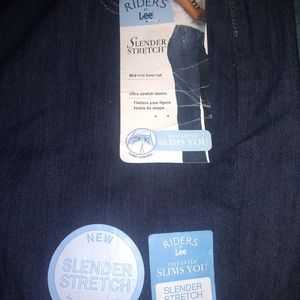 RIDERS
by
Lee
SLENDER
STRETCH
Mid-rise boot cut
Ultra stretch denim
Flatters your figure
Holds its shape
INSTANTLY
SLIMS YOU
NEW
SLENDER
STRETCH
RIDERS
by
Lee
INSTANTLY
SLIMS YOU
SLENDER
STRETCH